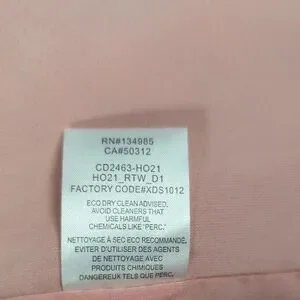 RN#134985
CA#50312
CD2463-HO21
HO21_RTW_D1
FACTORY CODE#XDS1012
ECO DRY CLEAN ADVISED.
AVOID CLEANERS THAT
USE HARMFUL
CHEMICALS LIKE "PERC."
NETTOYAGE À SEC ECO RECOMMANDÉ.
EVITER D'UTILISER DES AGENTS
DE NETTOYAGE AVEC
PRODUITS CHIMIQUES
DANGEREUX TELS QUE PERC.